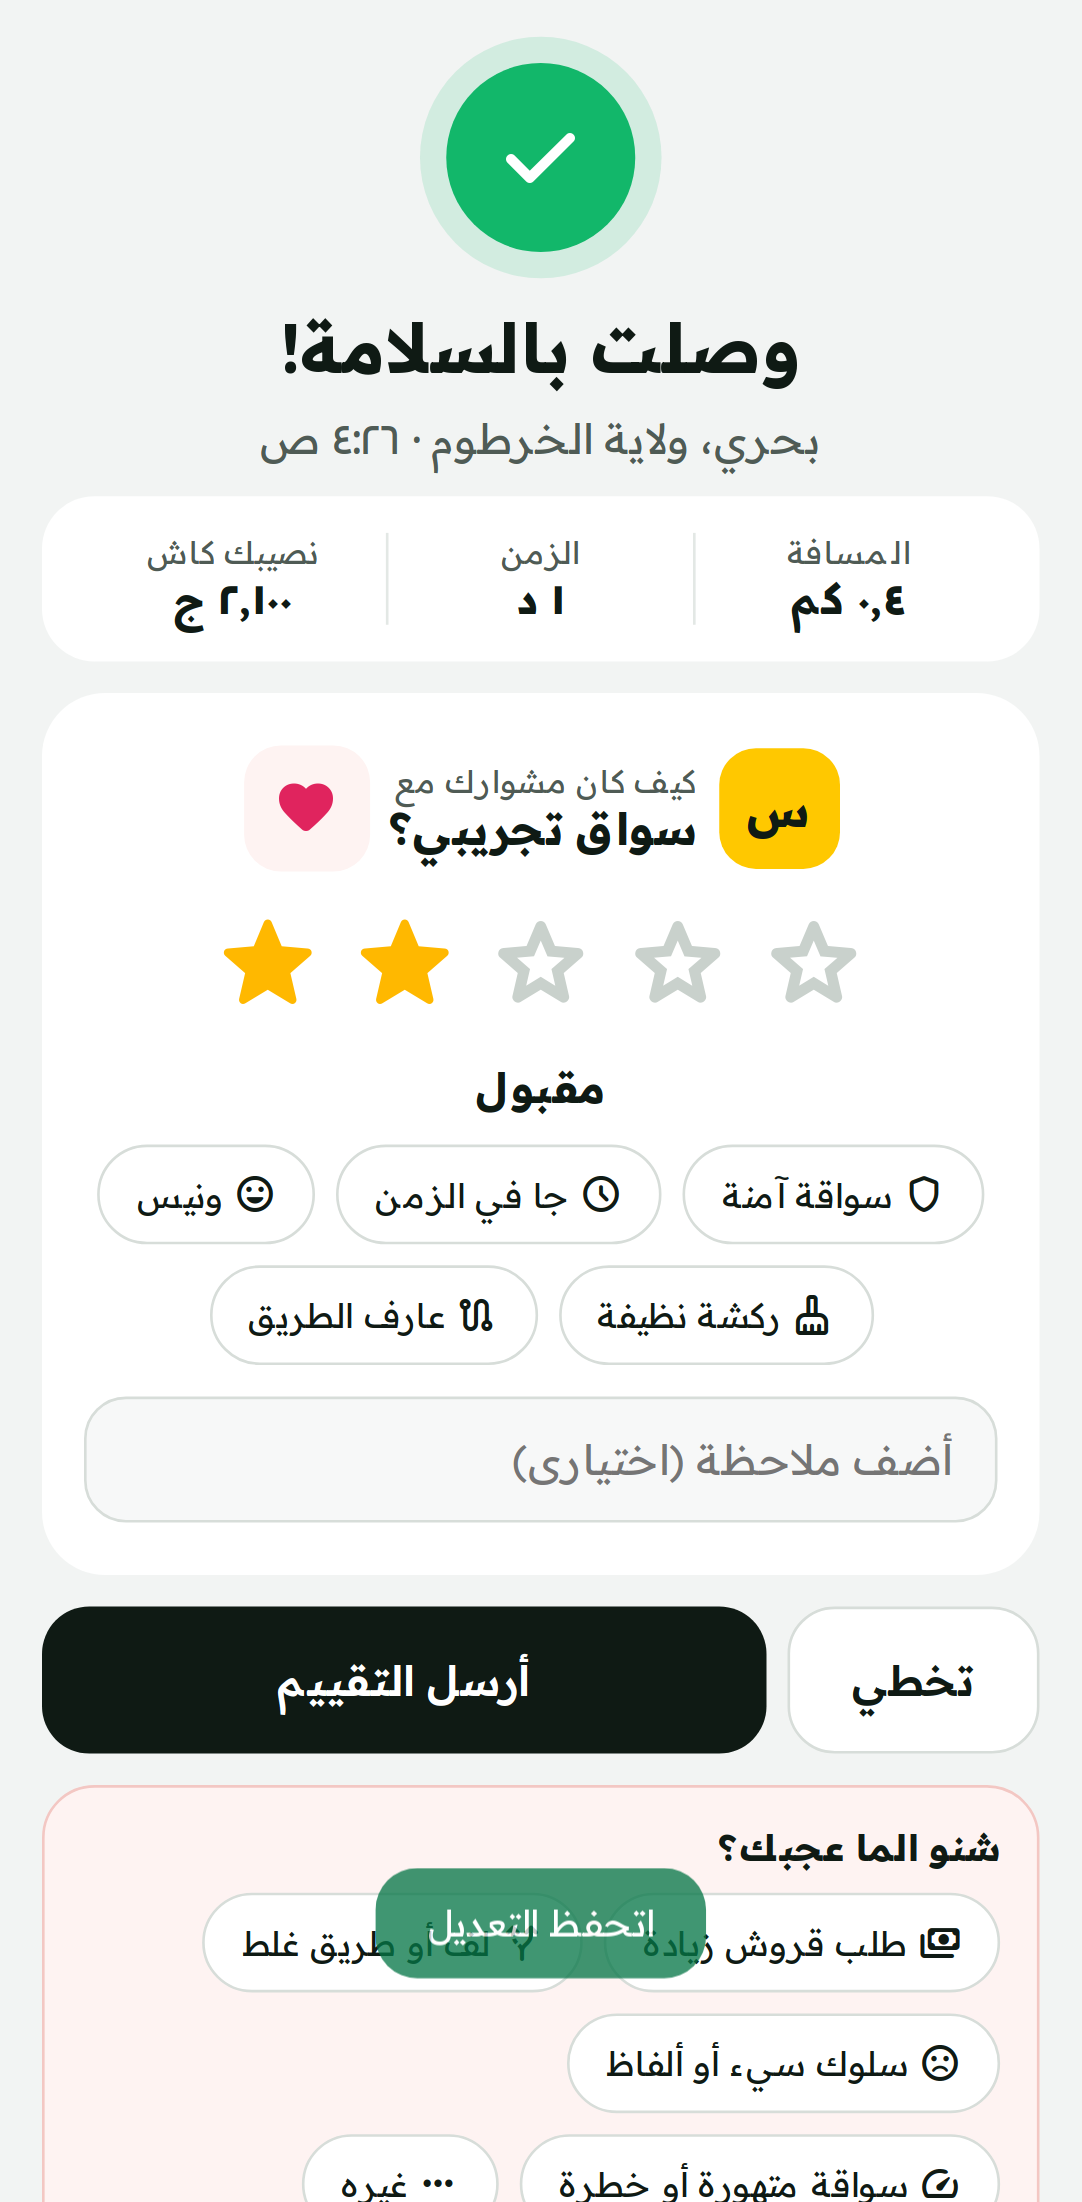 وصلت بالسلامة!
بحري، ولاية الخرطوم · ٤:٢٦ ص
المسافة
٠,٤ كم
الزمن
١ د
نصيبك كاش
٢,١٠٠ ج
س
كيف كان مشوارك مع
سواق تجريبي؟
مقبول
سواقة آمنة
جا في الزمن
ونيس
ركشة نظيفة
عارف الطريق
أضف ملاحظة (اختياري)
تخطي
أرسل التقييم
شنو الما عجبك؟
اتحفظ التعديل
طلب قروش زيادة
لف أو طريق غلط
سلوك سيء أو ألفاظ
سواقة متهورة أو خطرة
غيره